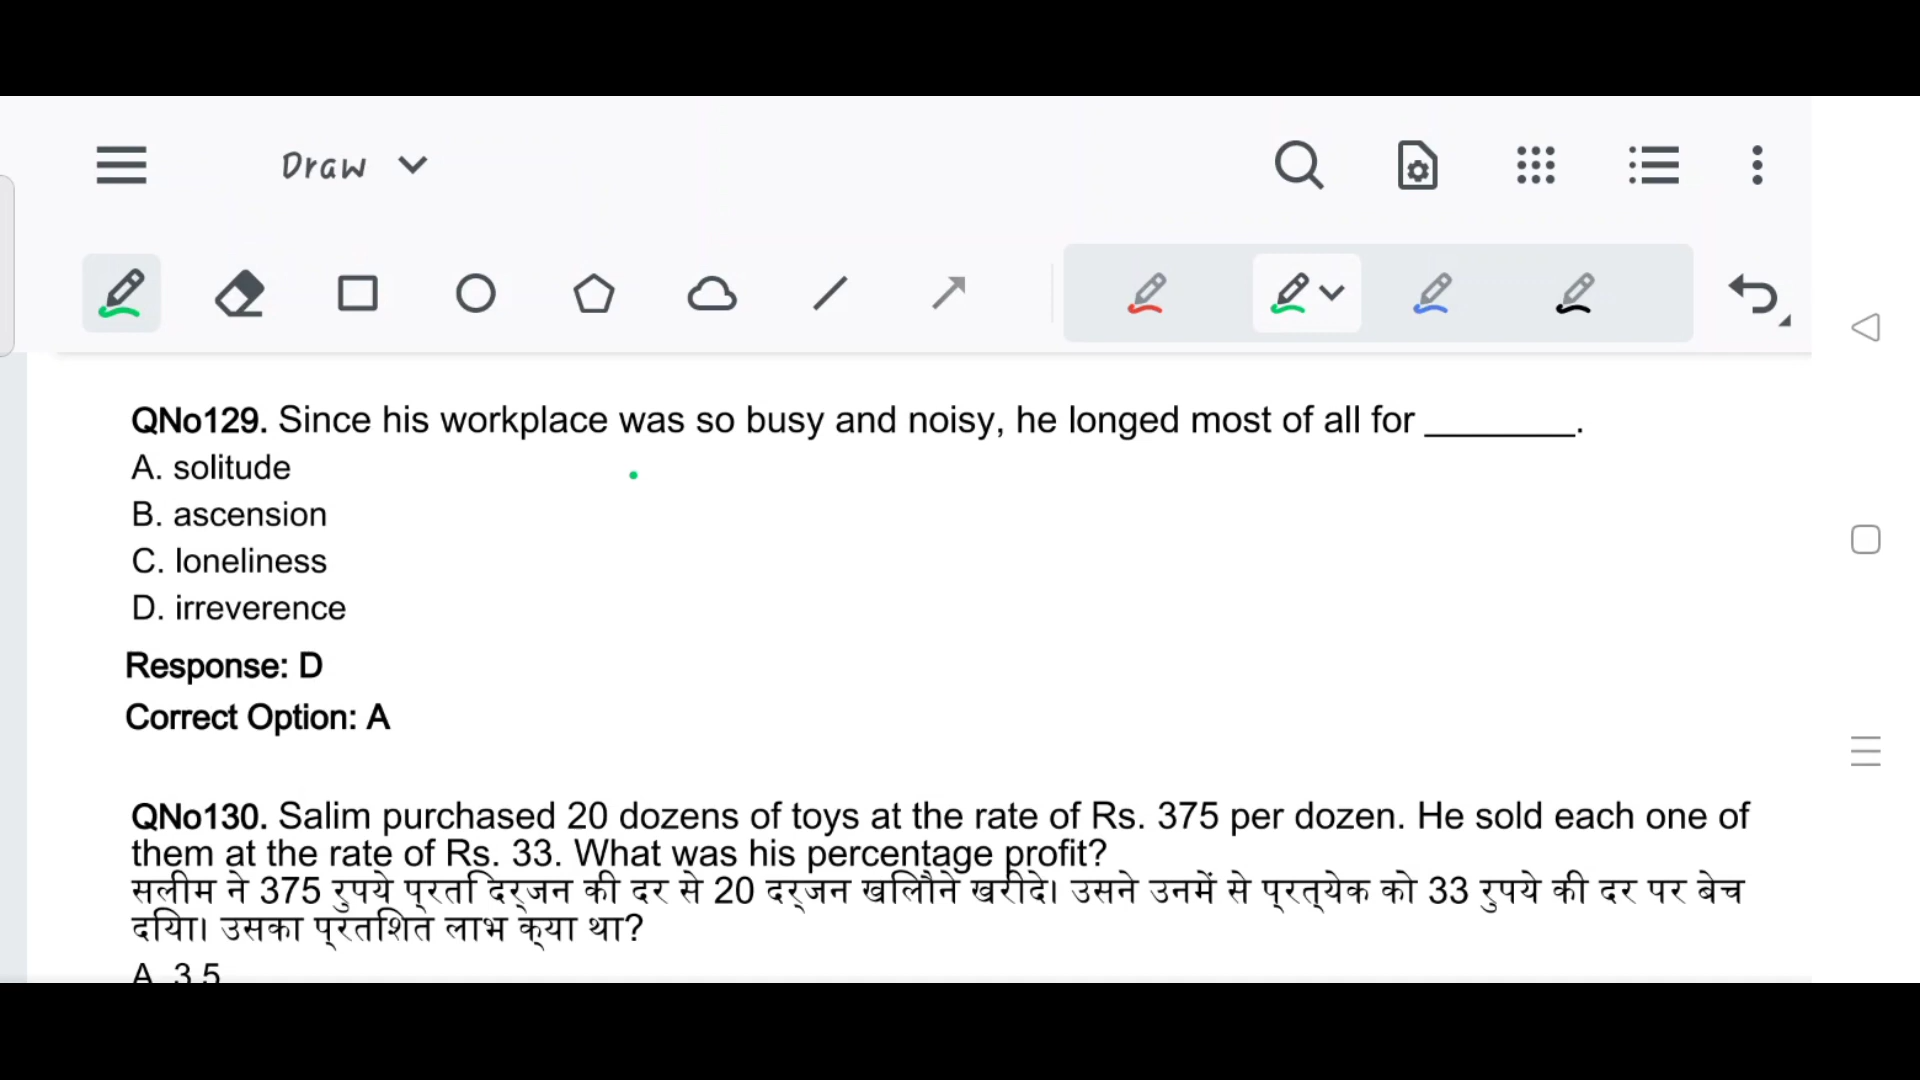 Draw
QNo129. Since his workplace was so busy and noisy, he longed most of all for ________.
A. solitude
B. ascension
C. loneliness
D. irreverence
Response: D
Correct Option: A
QNo130. Salim purchased 20 dozens of toys at the rate of Rs. 375 per dozen. He sold each one of
them at the rate of Rs. 33. What was his percentage profit?
सलीम ने 375 रुपये प्रति दर्जन की दर से 20 दर्जन खिलौने खरीदे। उसने उनमें से प्रत्येक को 33 रुपये की दर पर बेच
दिया। उसका प्रतिशित लाभ क्या था?
A. 3.5